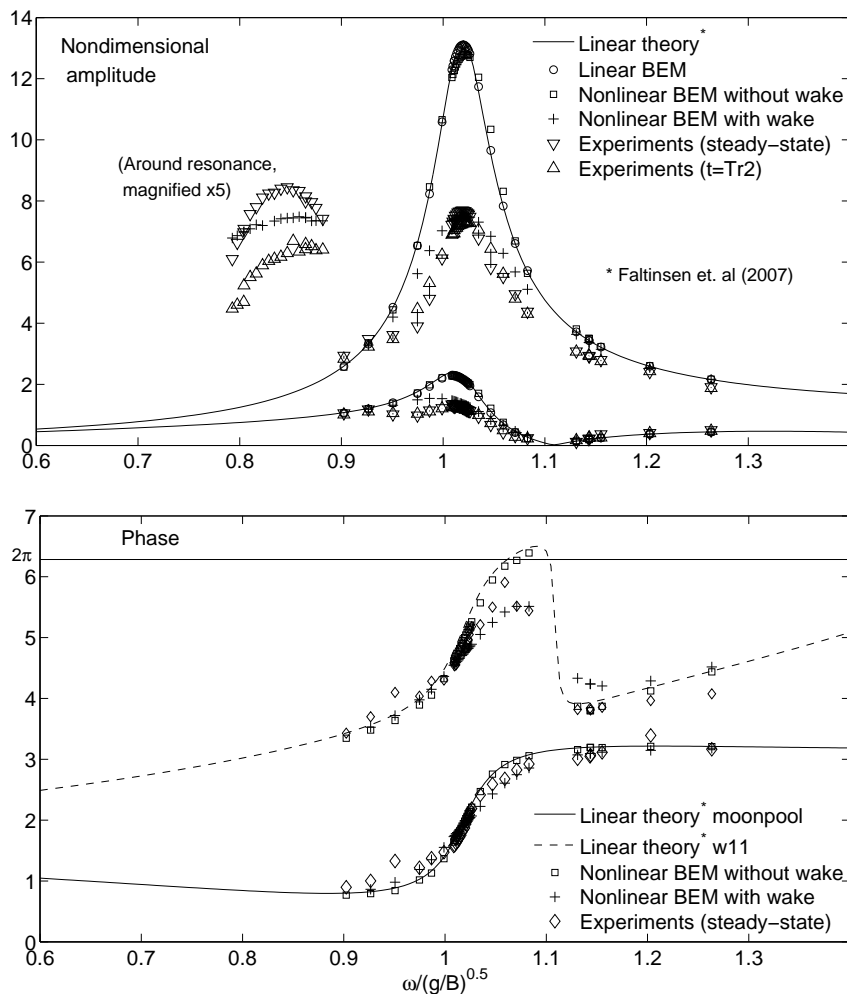 14
12
10
8
6
4
2
0
Nondimensional
amplitude
Linear theory*
Linear BEM
Nonlinear BEM without wake
Nonlinear BEM with wake
Experiments (steady−state)
Experiments (t=Tr2)
(Around resonance,
magnified x5)
* Faltinsen et. al (2007)
0.6 0.7 0.8 0.9 1 1.1 1.2 1.3
7
2π
6
5
4
3
2
1
0
Phase
Linear theory* moonpool
Linear theory* w11
Nonlinear BEM without wake
Nonlinear BEM with wake
Experiments (steady−state)
0.6 0.7 0.8 0.9 1 1.1 1.2 1.3
ω/(g/B)^0.5